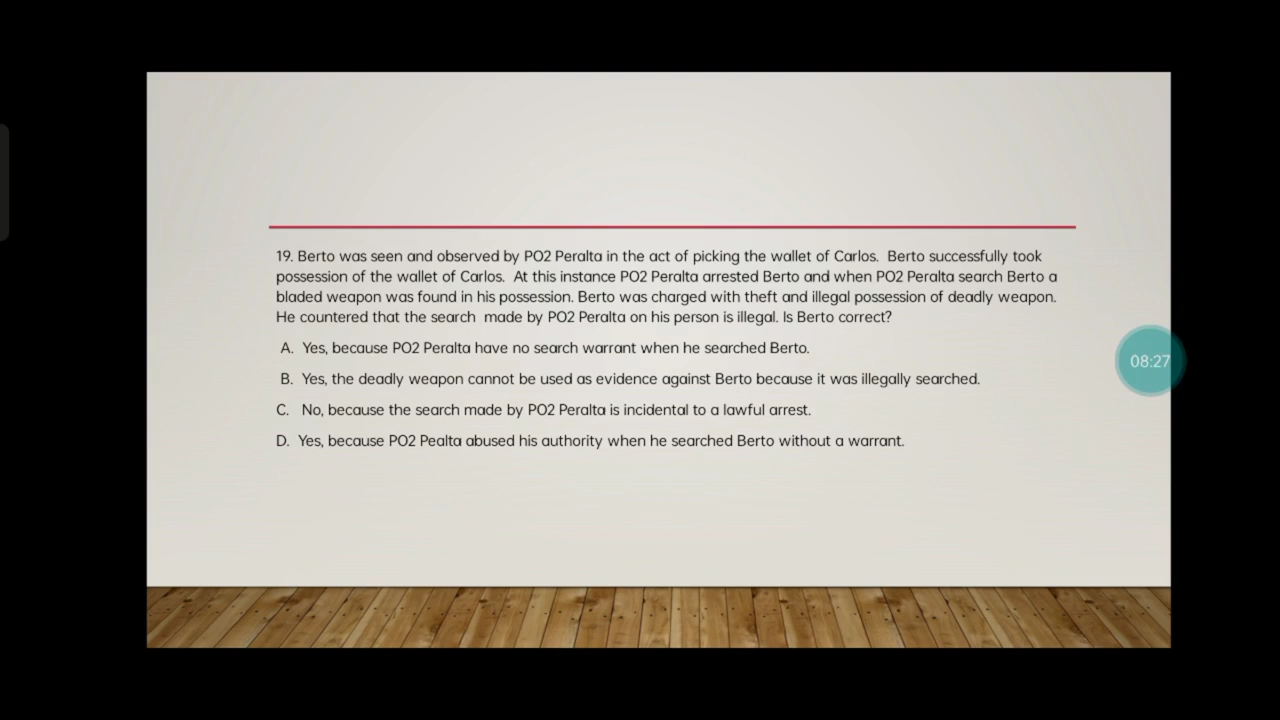 19. Berto was seen and observed by PO2 Peralta in the act of picking the wallet of Carlos. Berto successfully took
possession of the wallet of Carlos. At this instance PO2 Peralta arrested Berto and when PO2 Peralta search Berto a
bladed weapon was found in his possession. Berto was charged with theft and illegal possession of deadly weapon.
He countered that the search made by PO2 Peralta on his person is illegal. Is Berto correct?
A. Yes, because PO2 Peralta have no search warrant when he searched Berto.
B. Yes, the deadly weapon cannot be used as evidence against Berto because it was illegally searched.
C. No, because the search made by PO2 Peralta is incidental to a lawful arrest.
D. Yes, because PO2 Pealta abused his authority when he searched Berto without a warrant.
08:27